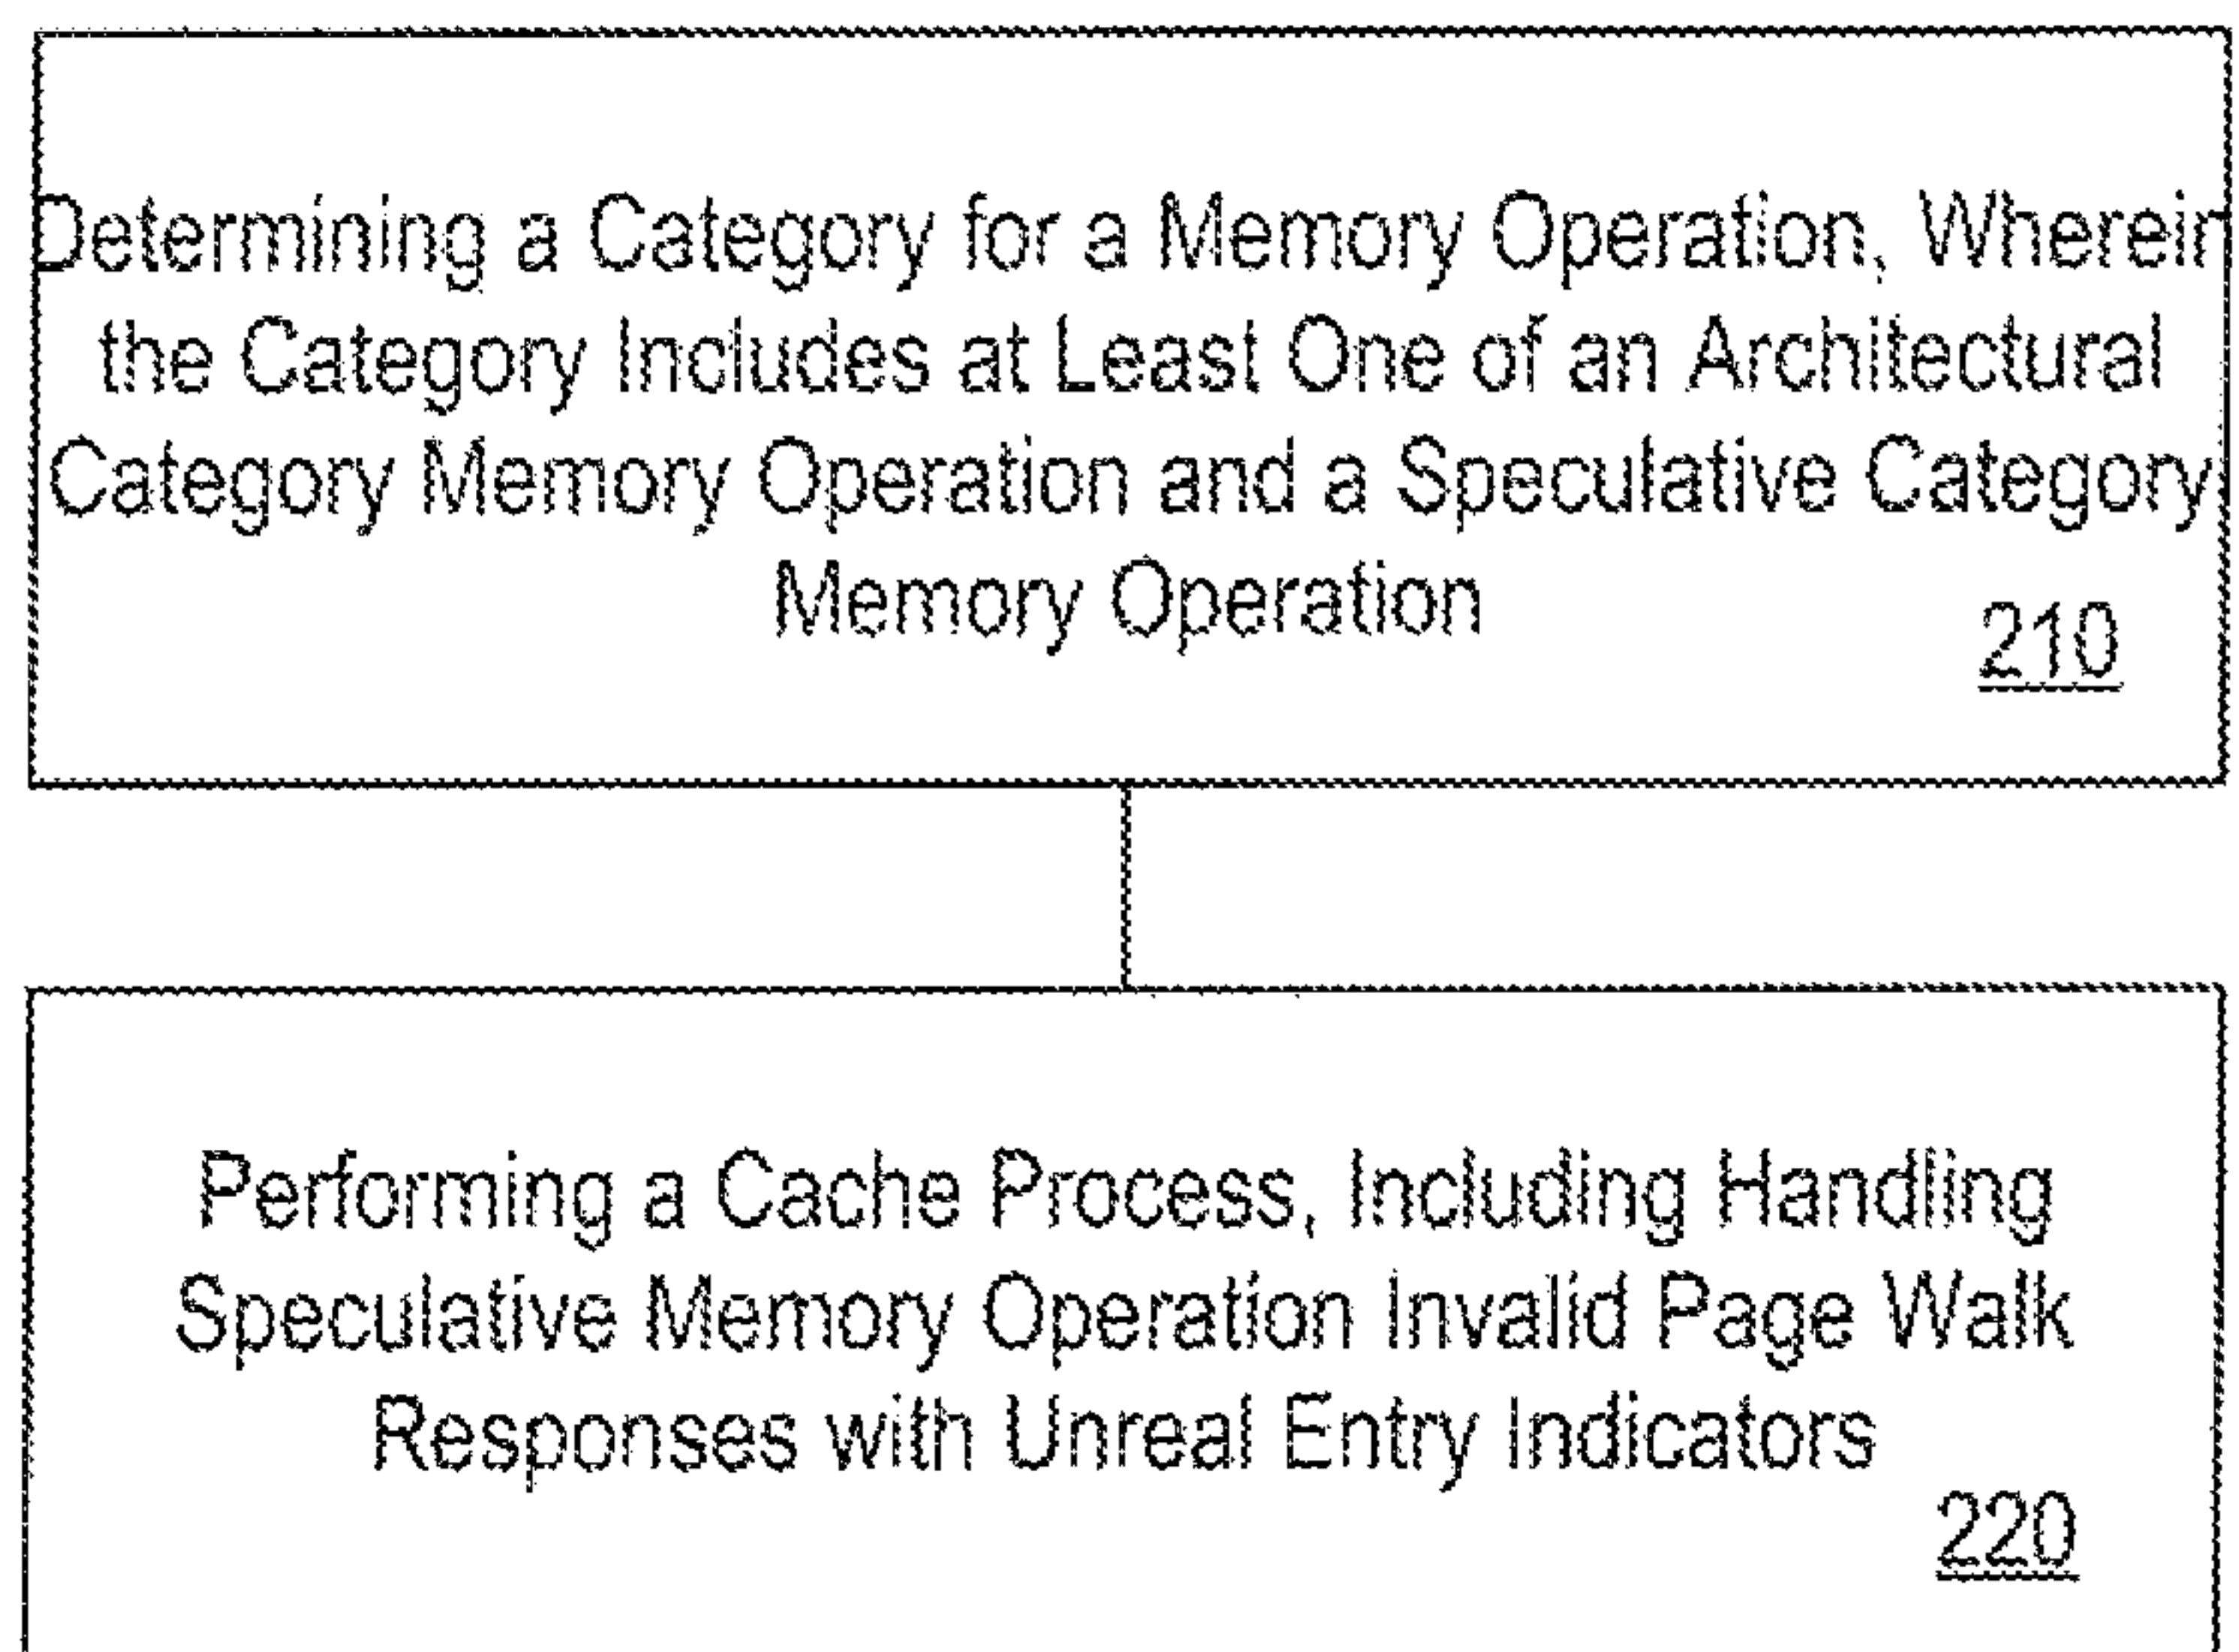 Determining a Category for a Memory Operation, Wherein
the Category Includes at Least One of an Architectural
Category Memory Operation and a Speculative Category
Memory Operation
210
Performing a Cache Process, Including Handling
Speculative Memory Operation Invalid Page Walk
Responses with Unreal Entry Indicators
220